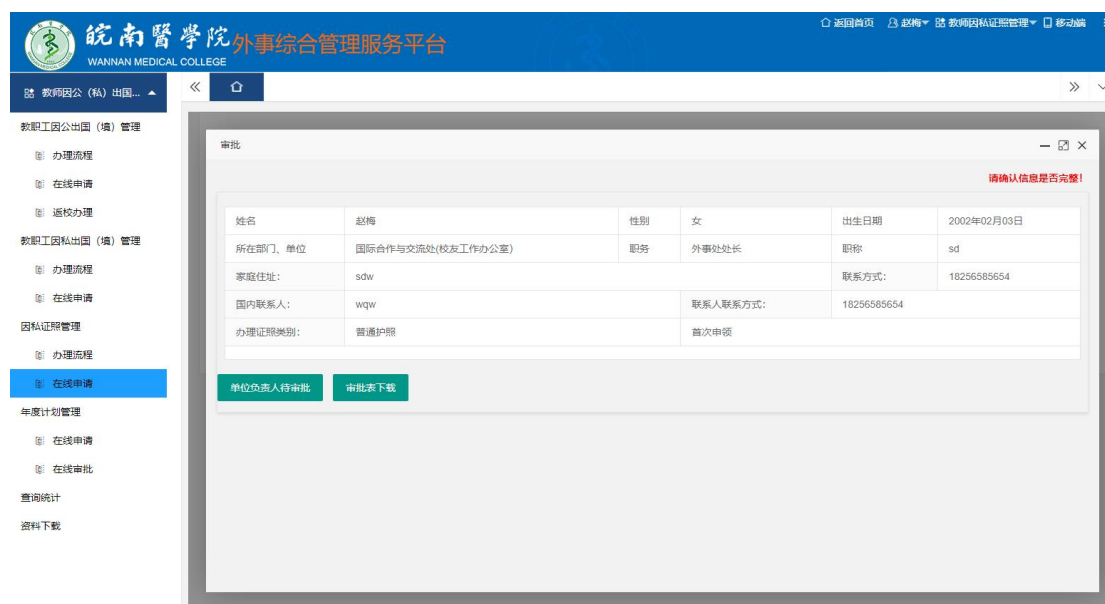 皖南醫學院外事综合管理服务平台
WANNAN MEDICAL COLLEGE
返回首页 赵梅 教师因私证照管理 移动端
教师因公（私）出国...
教职工因公出国（境）管理
办理流程
在线申请
返校办理
教职工因私出国（境）管理
办理流程
在线申请
因私证照管理
办理流程
在线申请
年度计划管理
在线申请
在线审批
查询统计
资料下载
审批
请确认信息是否完整!
姓名 赵梅 性别 女 出生日期 2002年02月03日
所在部门、单位 国际合作与交流处(校友工作办公室) 职务 外事处处长 职称 sd
家庭住址: sdw 联系方式: 18256585654
国内联系人: wqw 联系人联系方式: 18256585654
办理证照类别: 普通护照 首次申领
单位负责人待审批 审批表下载